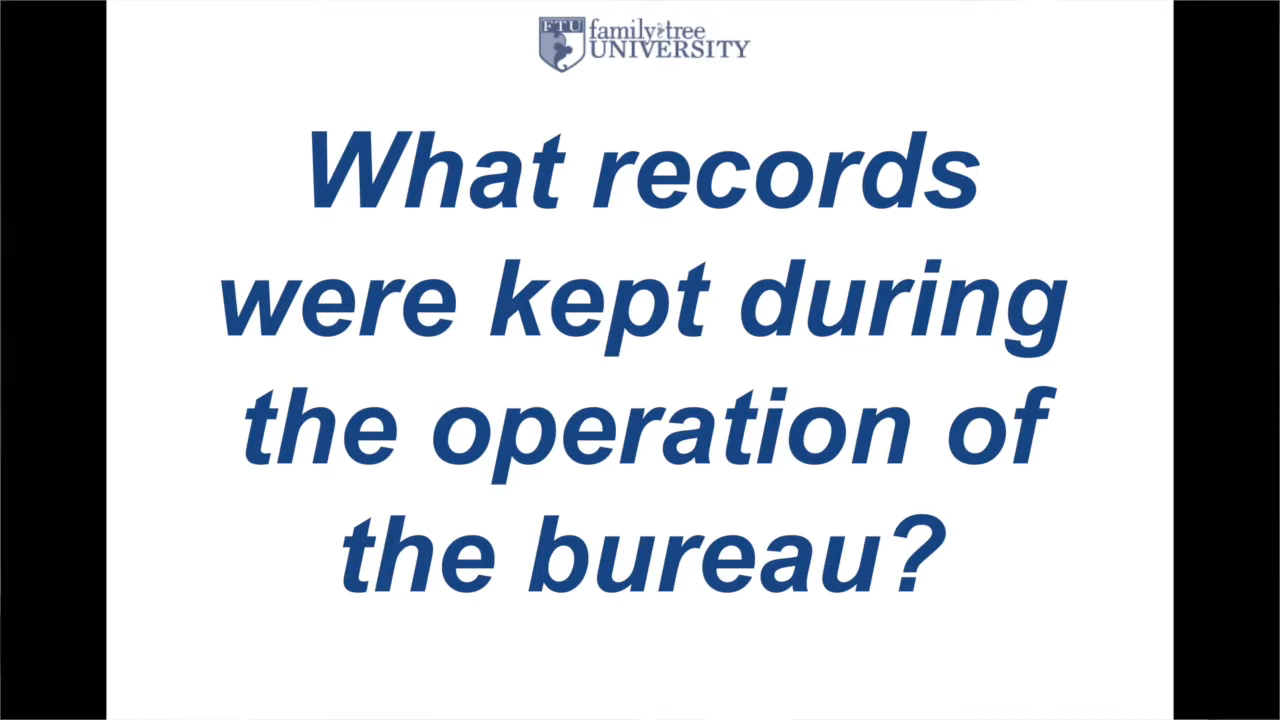 FTU
family tree
UNIVERSITY
What records
were kept during
the operation of
the bureau?